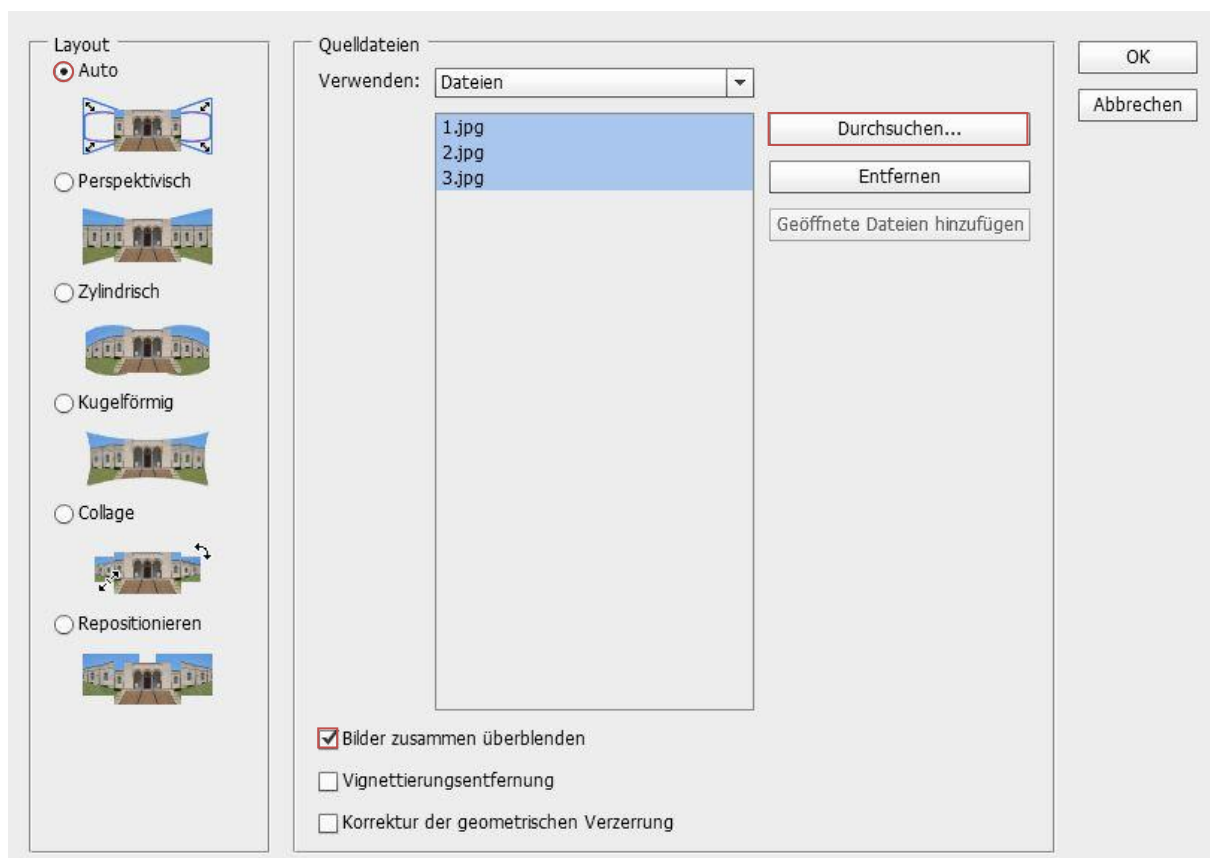 Layout
Auto
Perspektivisch
Zylindrisch
Kugelförmig
Collage
Repositionieren
Quelldateien
Verwenden: Dateien
1.jpg
2.jpg
3.jpg
Durchsuchen...
Entfernen
Geöffnete Dateien hinzufügen
Bilder zusammen überblenden
Vignettierungsentfernung
Korrektur der geometrischen Verzerrung
OK
Abbrechen